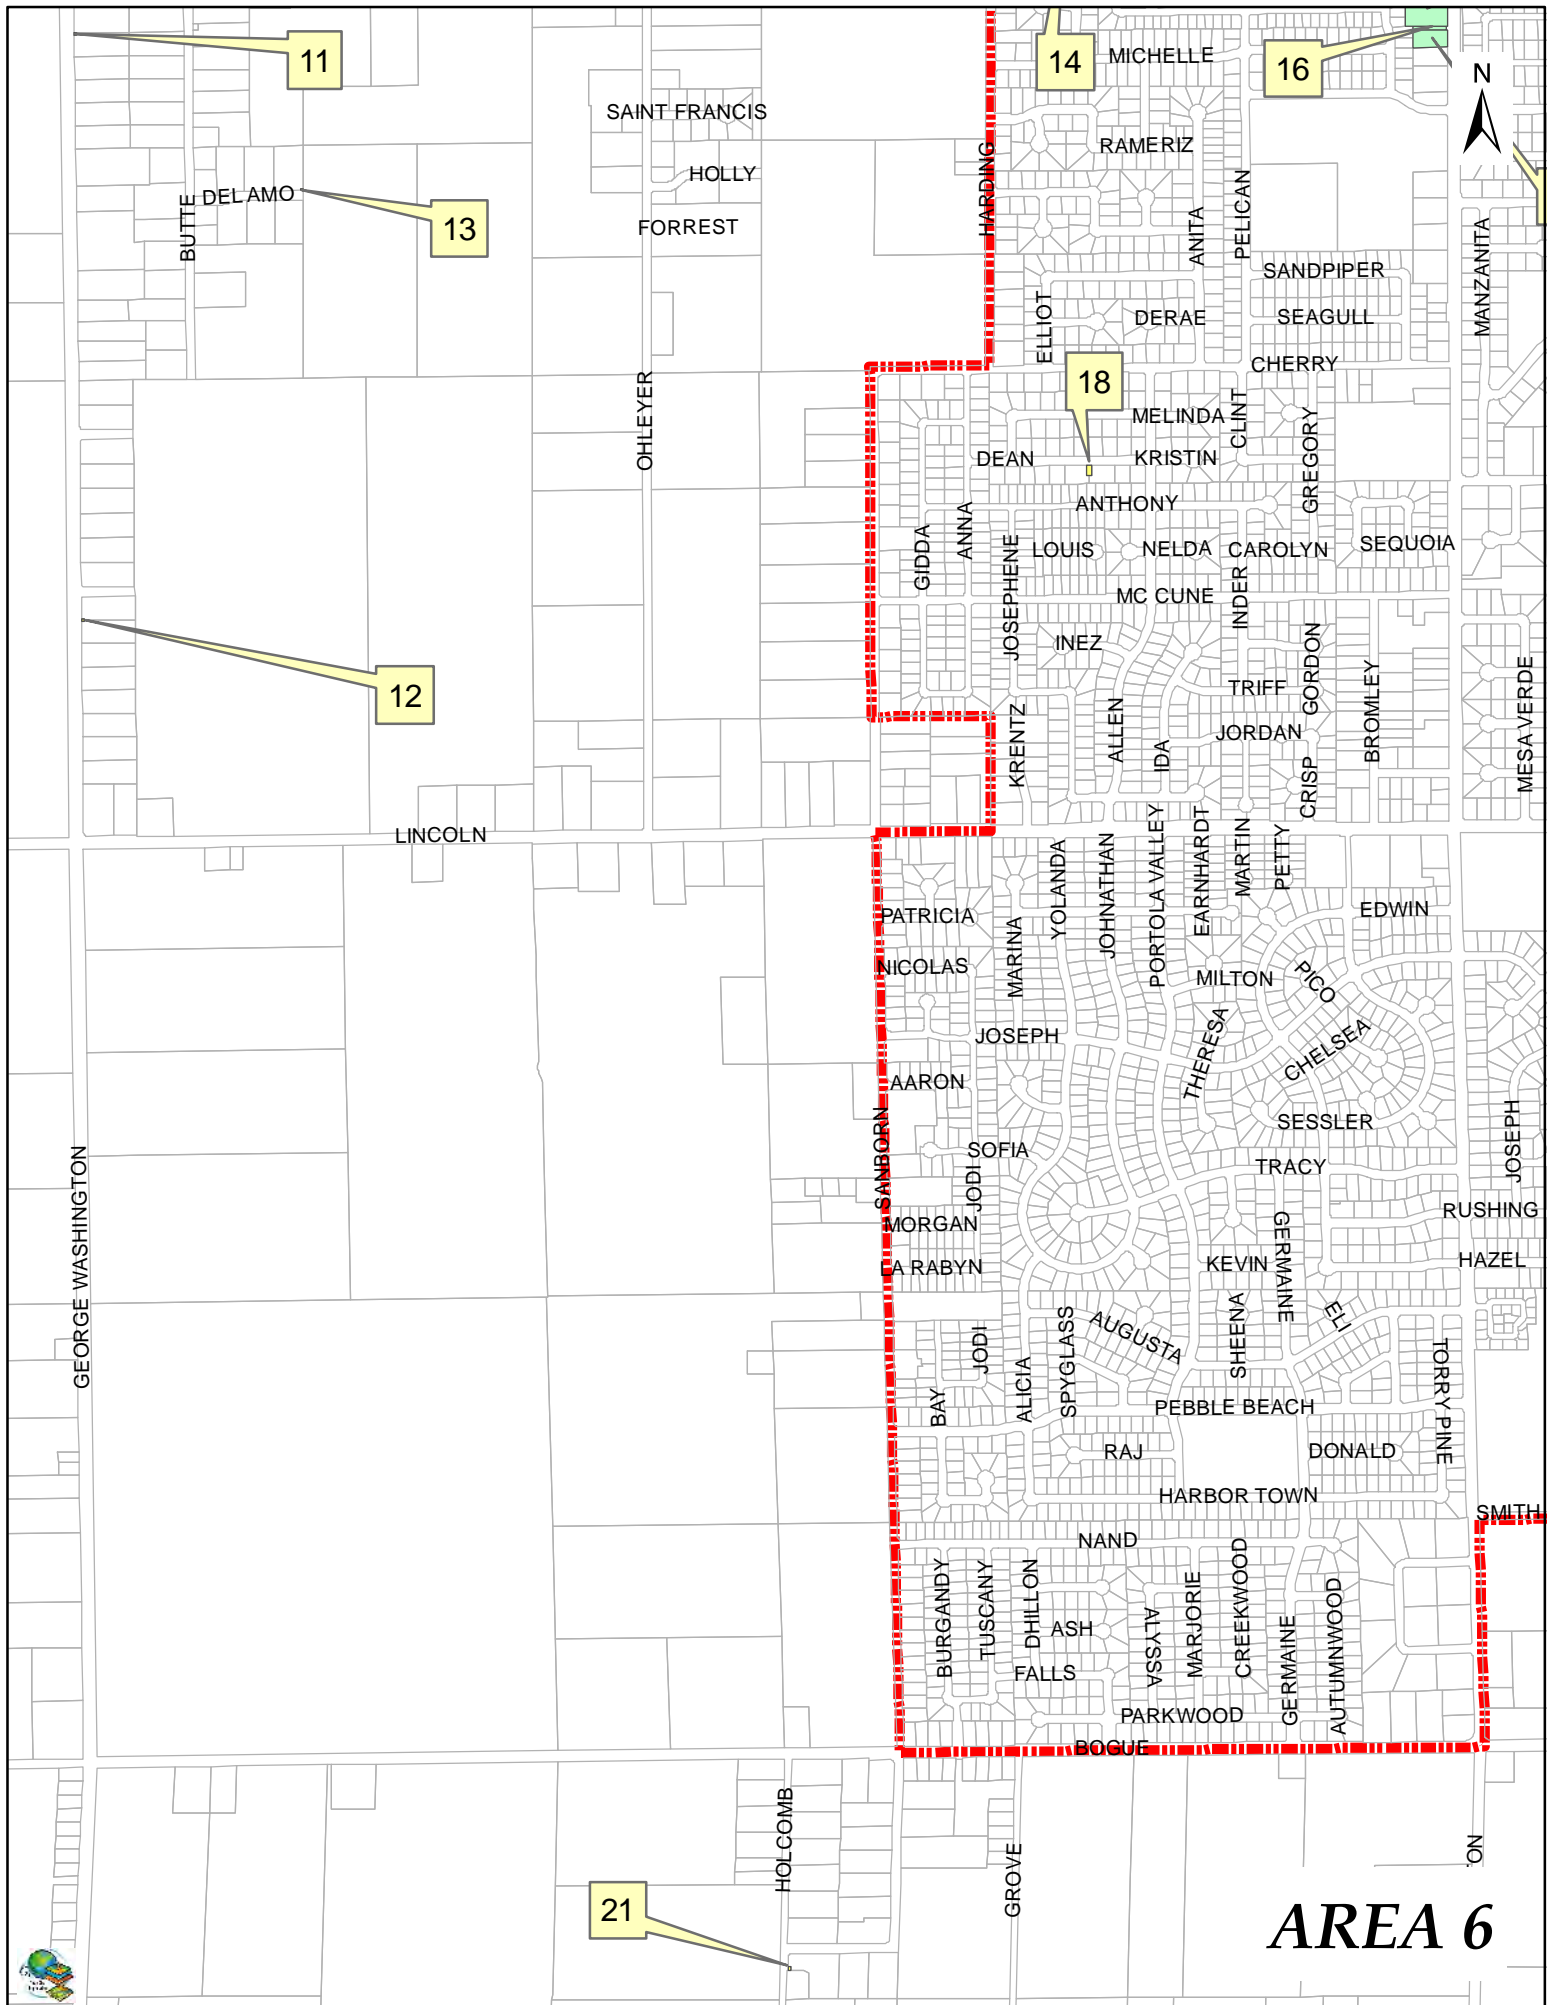 11
14
MICHELLE
16
N
SAINT FRANCIS
RAMERIZ
HARDING
HOLLY
DEL AMO
BUTTE
13
FORREST
ANITA
PELICAN
SANDPIPER
MANZANITA
ELLIOT
DERAE
SEAGULL
CHERRY
18
OHLEYER
MELINDA
CLINT
GREGORY
DEAN
KRISTIN
ANTHONY
GIDDA
ANNA
JOSEPHENE
LOUIS
NELDA
CAROLYN
SEQUOIA
MC CUNE
INDER
INEZ
12
TRIFF
GORDON
BROMLEY
MESA VERDE
KRENTZ
ALLEN
IDA
JORDAN
CRISP
LINCOLN
YOLANDA
JOHNATHAN
PORTOLA VALLEY
EARNHARDT
MARTIN
PETTY
PATRICIA
EDWIN
NICOLAS
MARINA
MILTON
PICO
JOSEPH
THERESA
CHELSEA
AARON
SANBORN
SESSLER
JOSEPH
SOFIA
JODI
TRACY
GEORGE WASHINGTON
MORGAN
RUSHING
LA RABYN
KEVIN
GERMAINE
HAZEL
JODI
ALICIA
SPYGLASS
AUGUSTA
SHEENA
ELI
TORRY PINE
BAY
PEBBLE BEACH
RAJ
DONALD
HARBOR TOWN
SMITH
NAND
BURGANDY
TUSCANY
DHILLON
ASH
ALYSSA
MARJORIE
CREEKWOOD
GERMAINE
AUTUMNWOOD
FALLS
PARKWOOD
BOGUE
HOLCOMB
GROVE
ON
21
AREA 6